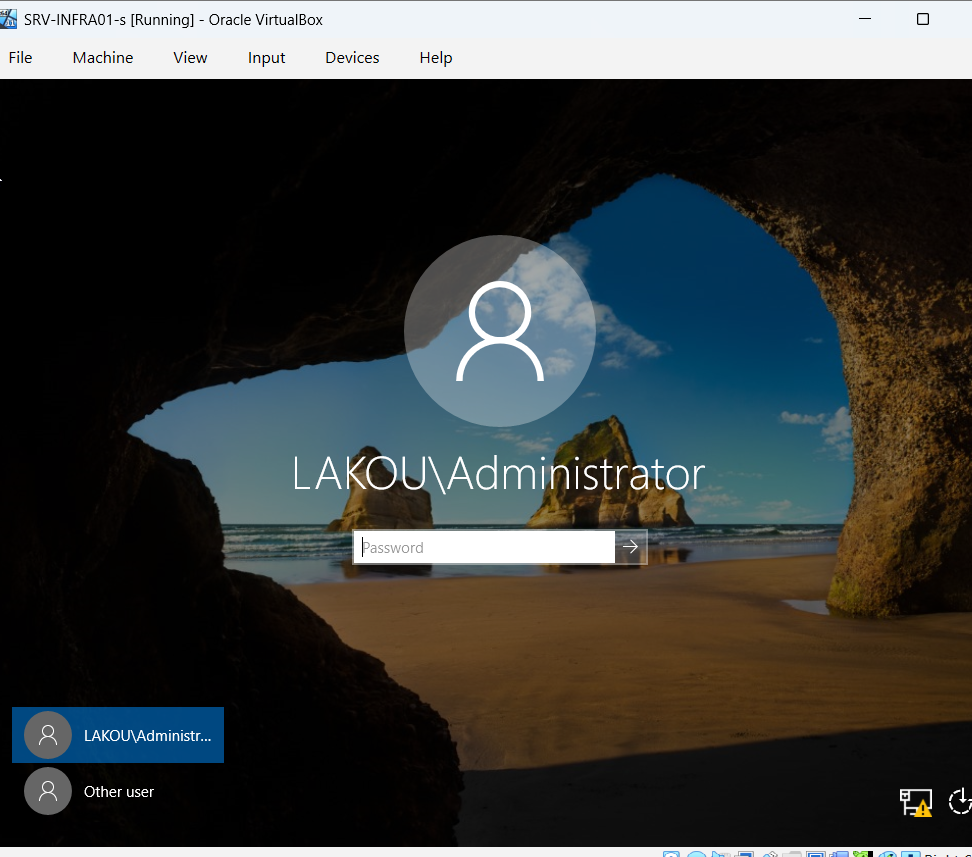 SRV-INFRA01-s [Running] - Oracle VirtualBox
File Machine View Input Devices Help
LAKOU\Administrator
Password
LAKOU\Administr...
Other user